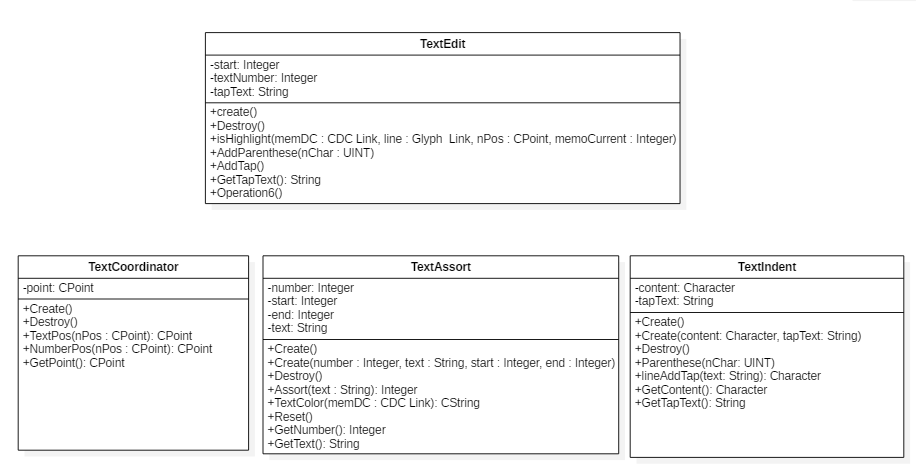 TextEdit
-start: Integer
-textNumber: Integer
-tapText: String
+create()
+Destroy()
+isHighlight(memDC : CDC Link, line : Glyph  Link, nPos : CPoint, memoCurrent : Integer)
+AddParenthese(nChar : UINT)
+AddTap()
+GetTapText(): String
+Operation6()
TextCoordinator
-point: CPoint
+Create()
+Destroy()
+TextPos(nPos : CPoint): CPoint
+NumberPos(nPos : CPoint): CPoint
+GetPoint(): CPoint
TextAssort
-number: Integer
-start: Integer
-end: Integer
-text: String
+Create()
+Create(number : Integer, text : String, start : Integer, end : Integer)
+Destroy()
+Assort(text : String): Integer
+TextColor(memDC : CDC Link): CString
+Reset()
+GetNumber(): Integer
+GetText(): String
TextIndent
-content: Character
-tapText: String
+Create()
+Create(content: Character, tapText: String)
+Destroy()
+Parenthese(nChar: UINT)
+lineAddTap(text: String): Character
+GetContent(): Character
+GetTapText(): String